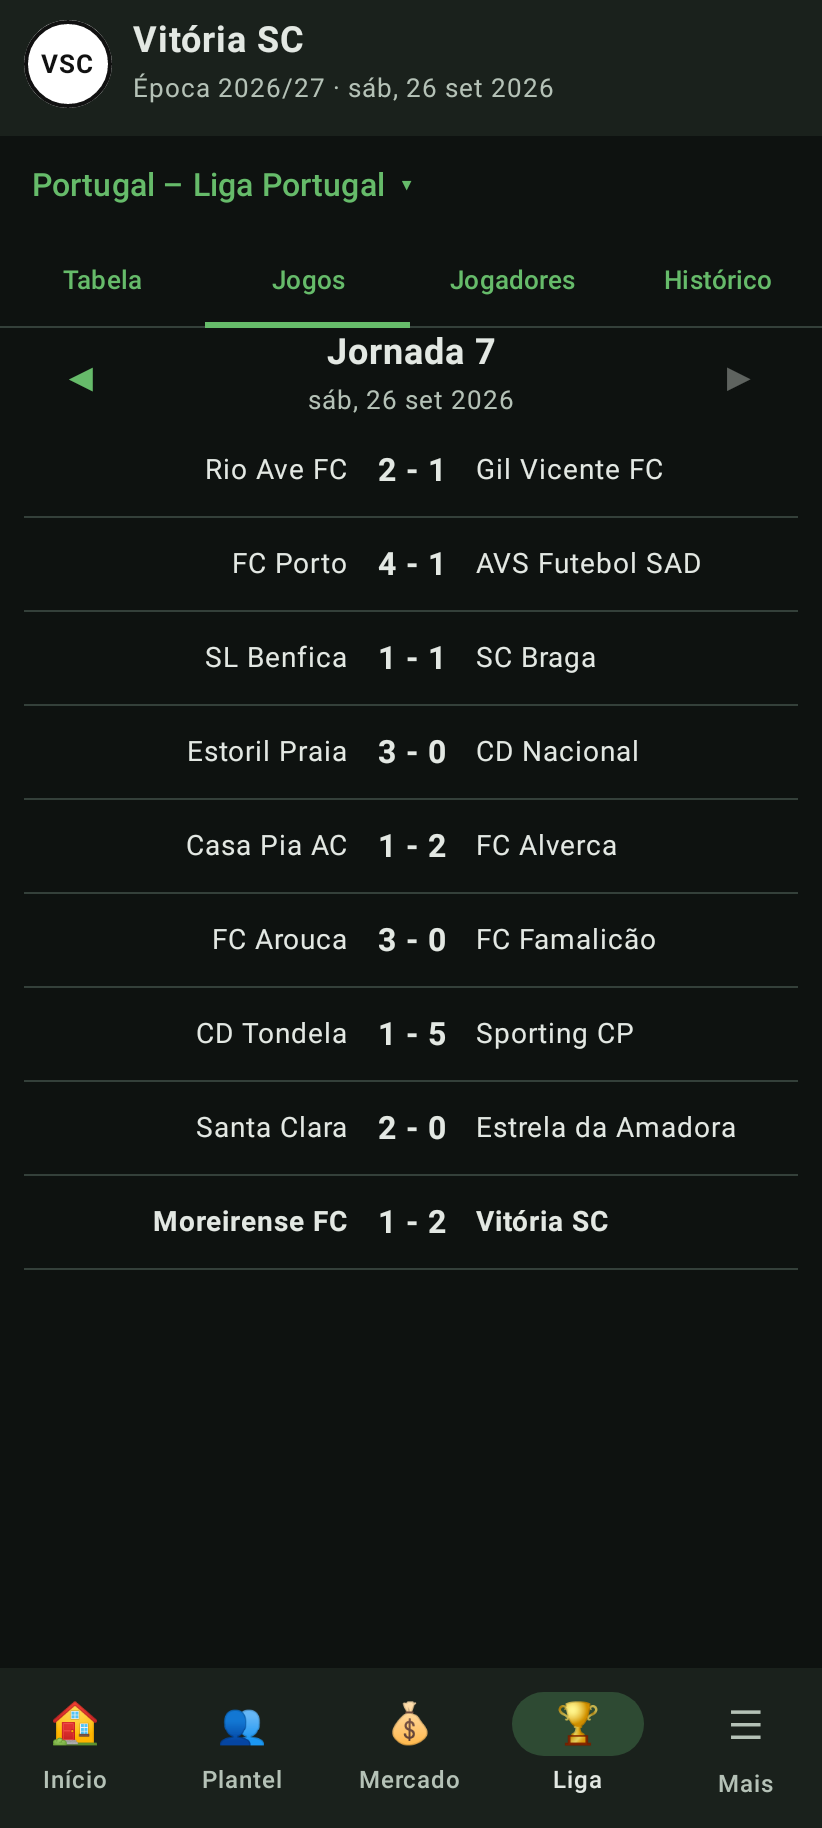 VSC
Vitória SC
Época 2026/27 · sáb, 26 set 2026
Portugal – Liga Portugal ▾
Tabela Jogos Jogadores Histórico
◀ Jornada 7 ▶
sáb, 26 set 2026
Rio Ave FC 2 - 1 Gil Vicente FC
FC Porto 4 - 1 AVS Futebol SAD
SL Benfica 1 - 1 SC Braga
Estoril Praia 3 - 0 CD Nacional
Casa Pia AC 1 - 2 FC Alverca
FC Arouca 3 - 0 FC Famalicão
CD Tondela 1 - 5 Sporting CP
Santa Clara 2 - 0 Estrela da Amadora
Moreirense FC 1 - 2 Vitória SC
Início Plantel Mercado Liga Mais